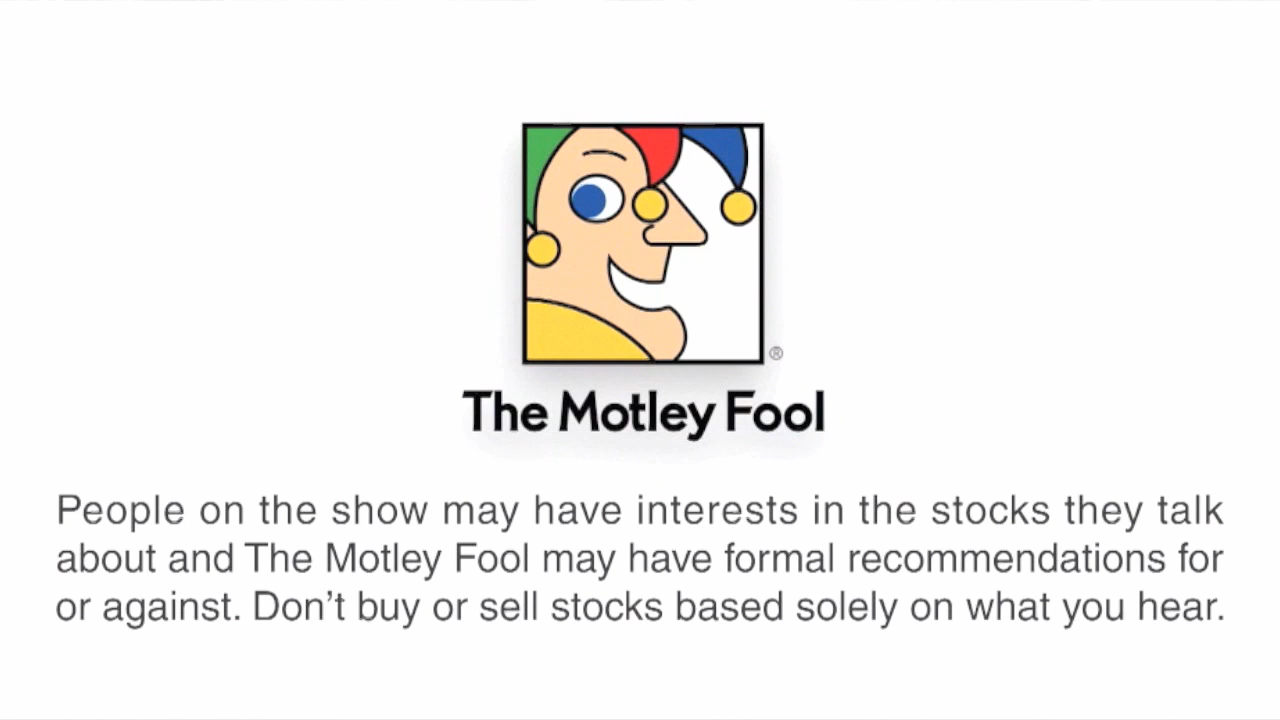 ®
The Motley Fool
People on the show may have interests in the stocks they talk
about and The Motley Fool may have formal recommendations for
or against. Don’t buy or sell stocks based solely on what you hear.